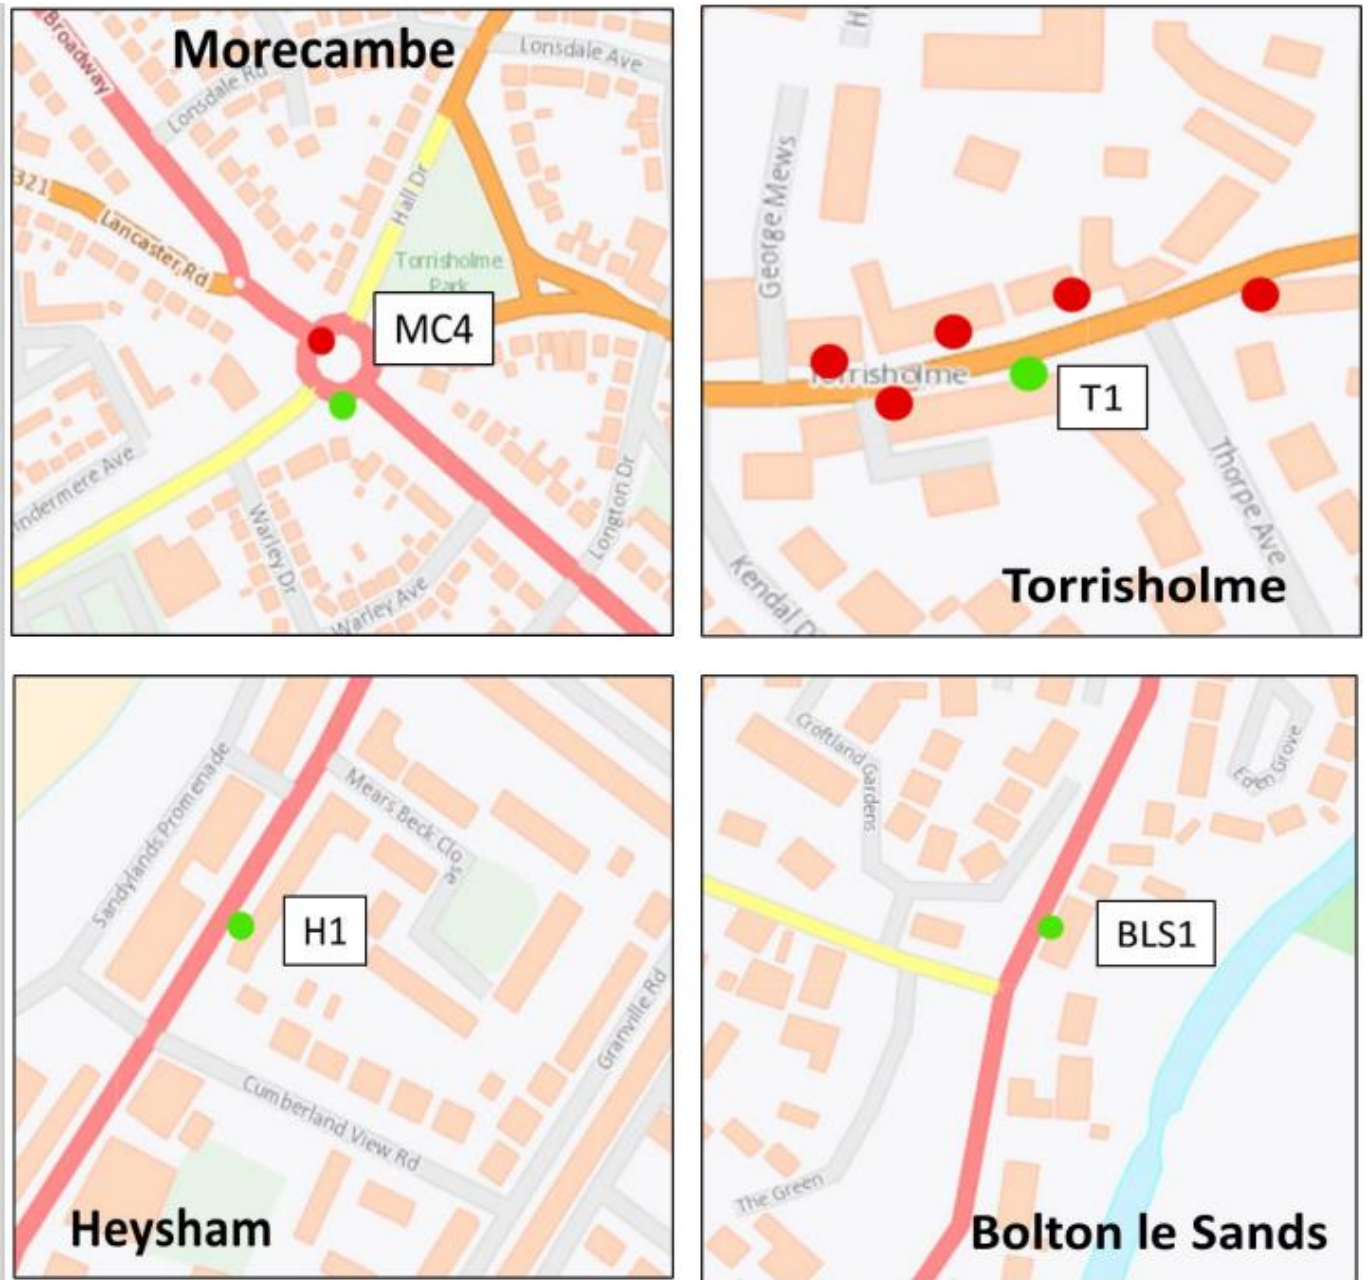 Morecambe
Broadway
Lonsdale Rd
Lonsdale Ave
321
Lancaster Rd
Hall Dr
Torrisholme
Park
MC4
ndermere Ave
Warley Dr
Warley Ave
Longton Dr
H
George Mews
Torrisholme
T1
Thorpe Ave
Kendal D
Torrisholme
Sandylands Promenade
Mears Beck Close
H1
Granville Rd
Cumberland View Rd
Heysham
Croftland Gardens
Eden Grove
BLS1
The Green
Bolton le Sands